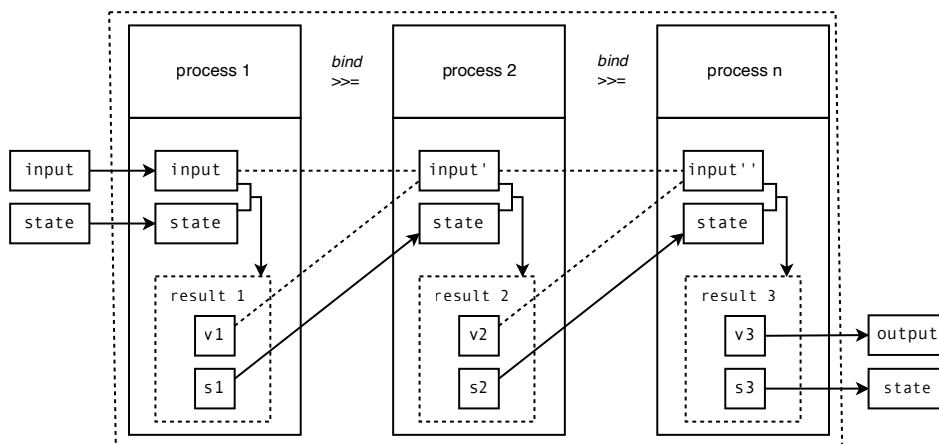 process 1
bind
>>=
process 2
bind
>>=
process n
input
input
input'
input''
state
state
state
state
result 1
result 2
result 3
v1
v2
v3
output
s1
s2
s3
state